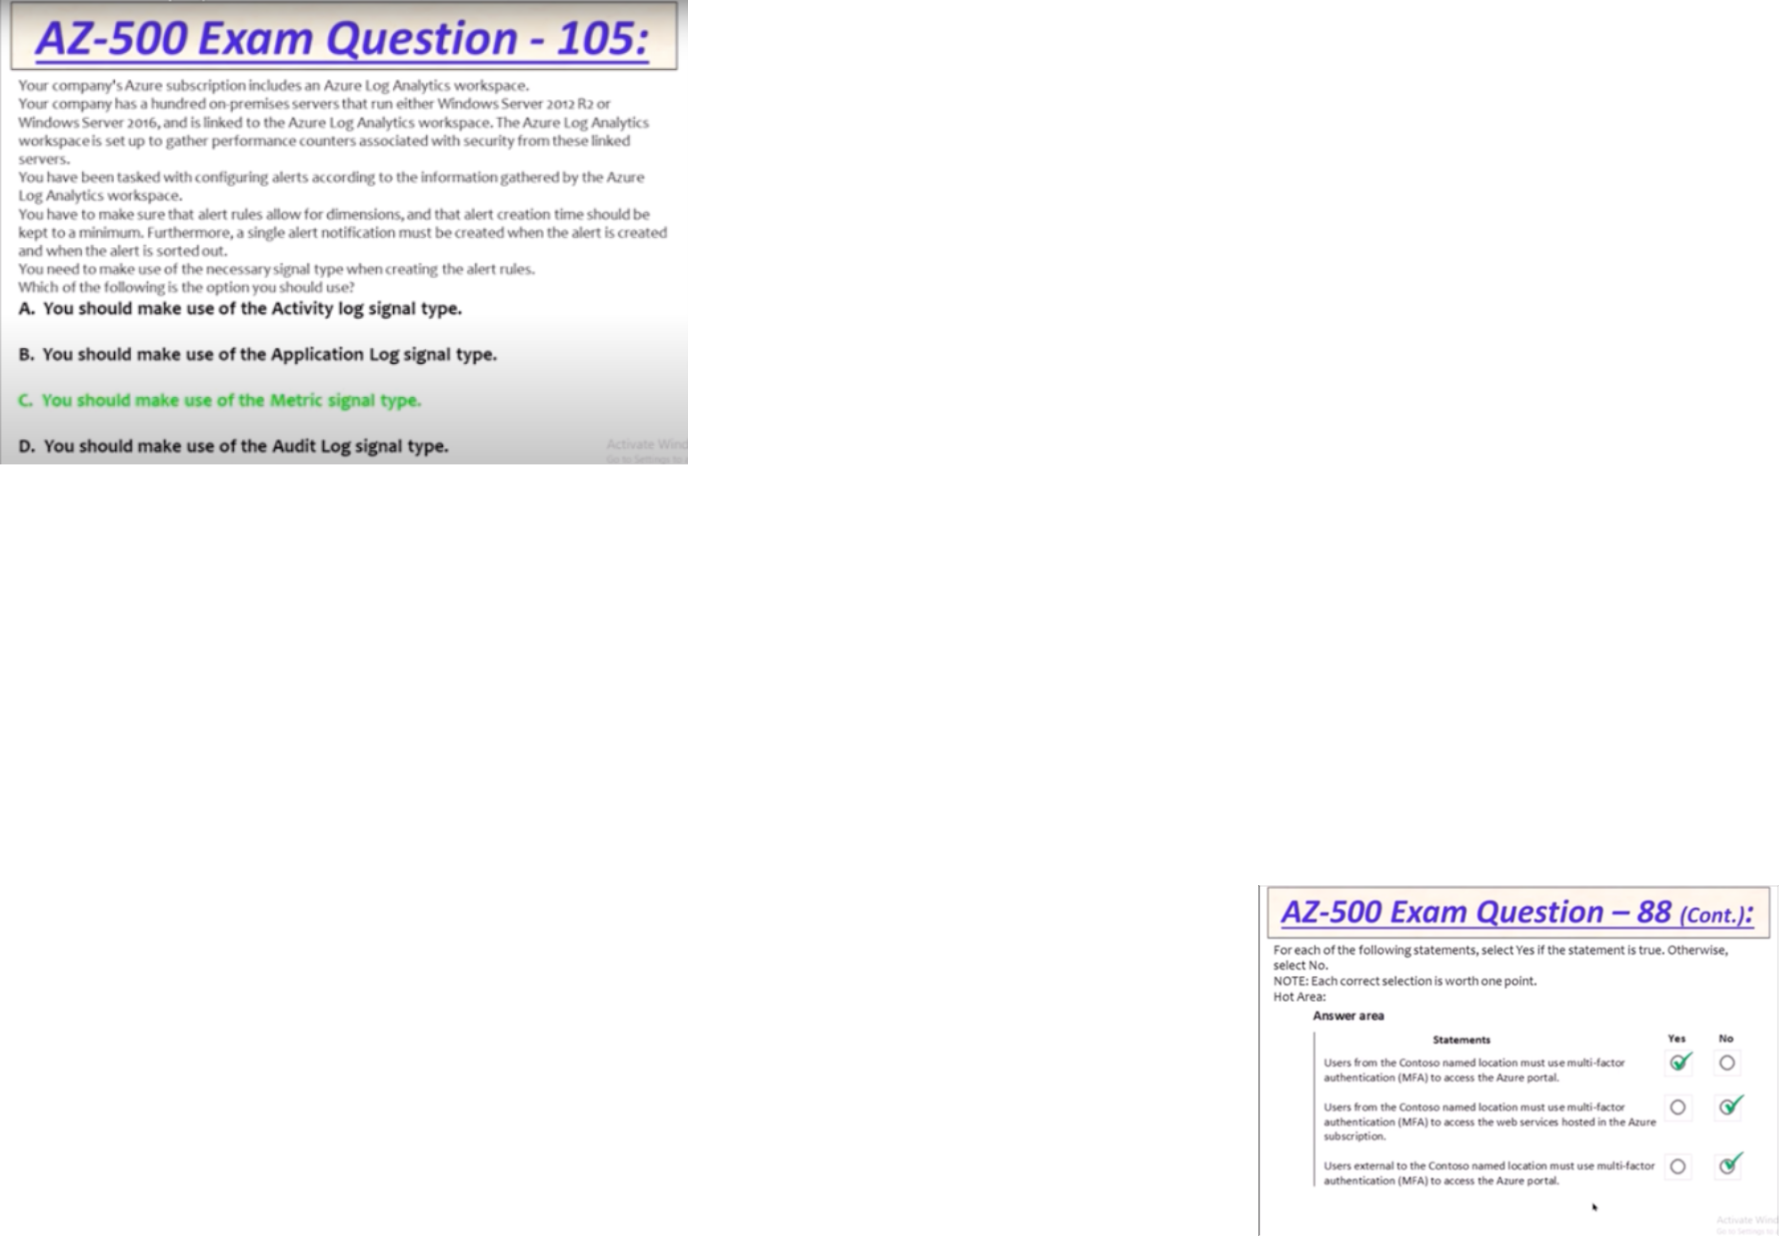 AZ-500 Exam Question - 105:
Your company's Azure subscription includes an Azure Log Analytics workspace.
Your company has a hundred on-premises servers that run either Windows Server 2012 R2 or
Windows Server 2016, and is linked to the Azure Log Analytics workspace. The Azure Log Analytics
workspace is set up to gather performance counters associated with security from these linked
servers.
You have been tasked with configuring alerts according to the information gathered by the Azure
Log Analytics workspace.
You have to make sure that alert rules allow for dimensions, and that alert creation time should be
kept to a minimum. Furthermore, a single alert notification must be created when the alert is created
and when the alert is sorted out.
You need to make use of the necessary signal type when creating the alert rules.
Which of the following is the option you should use?
A. You should make use of the Activity log signal type.
B. You should make use of the Application Log signal type.
C. You should make use of the Metric signal type.
D. You should make use of the Audit Log signal type.
Activate Wind
Go to Settings to a
AZ-500 Exam Question – 88 (Cont.):
For each of the following statements, select Yes if the statement is true. Otherwise,
select No.
NOTE: Each correct selection is worth one point.
Hot Area:
Answer area
Statements Yes No
Users from the Contoso named location must use multi-factor
authentication (MFA) to access the Azure portal.
Users from the Contoso named location must use multi-factor
authentication (MFA) to access the web services hosted in the Azure
subscription.
Users external to the Contoso named location must use multi-factor
authentication (MFA) to access the Azure portal.
Activate Wind
Go to Settings to a